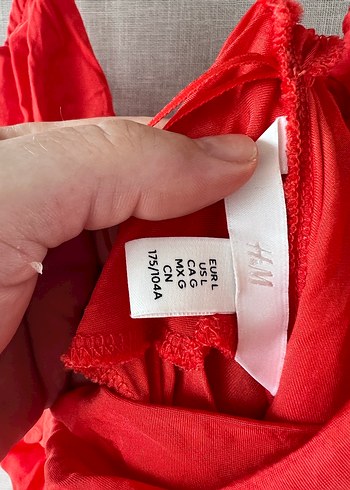 H&M
EUR L
US L
CA G
MX G
CN
175/104A